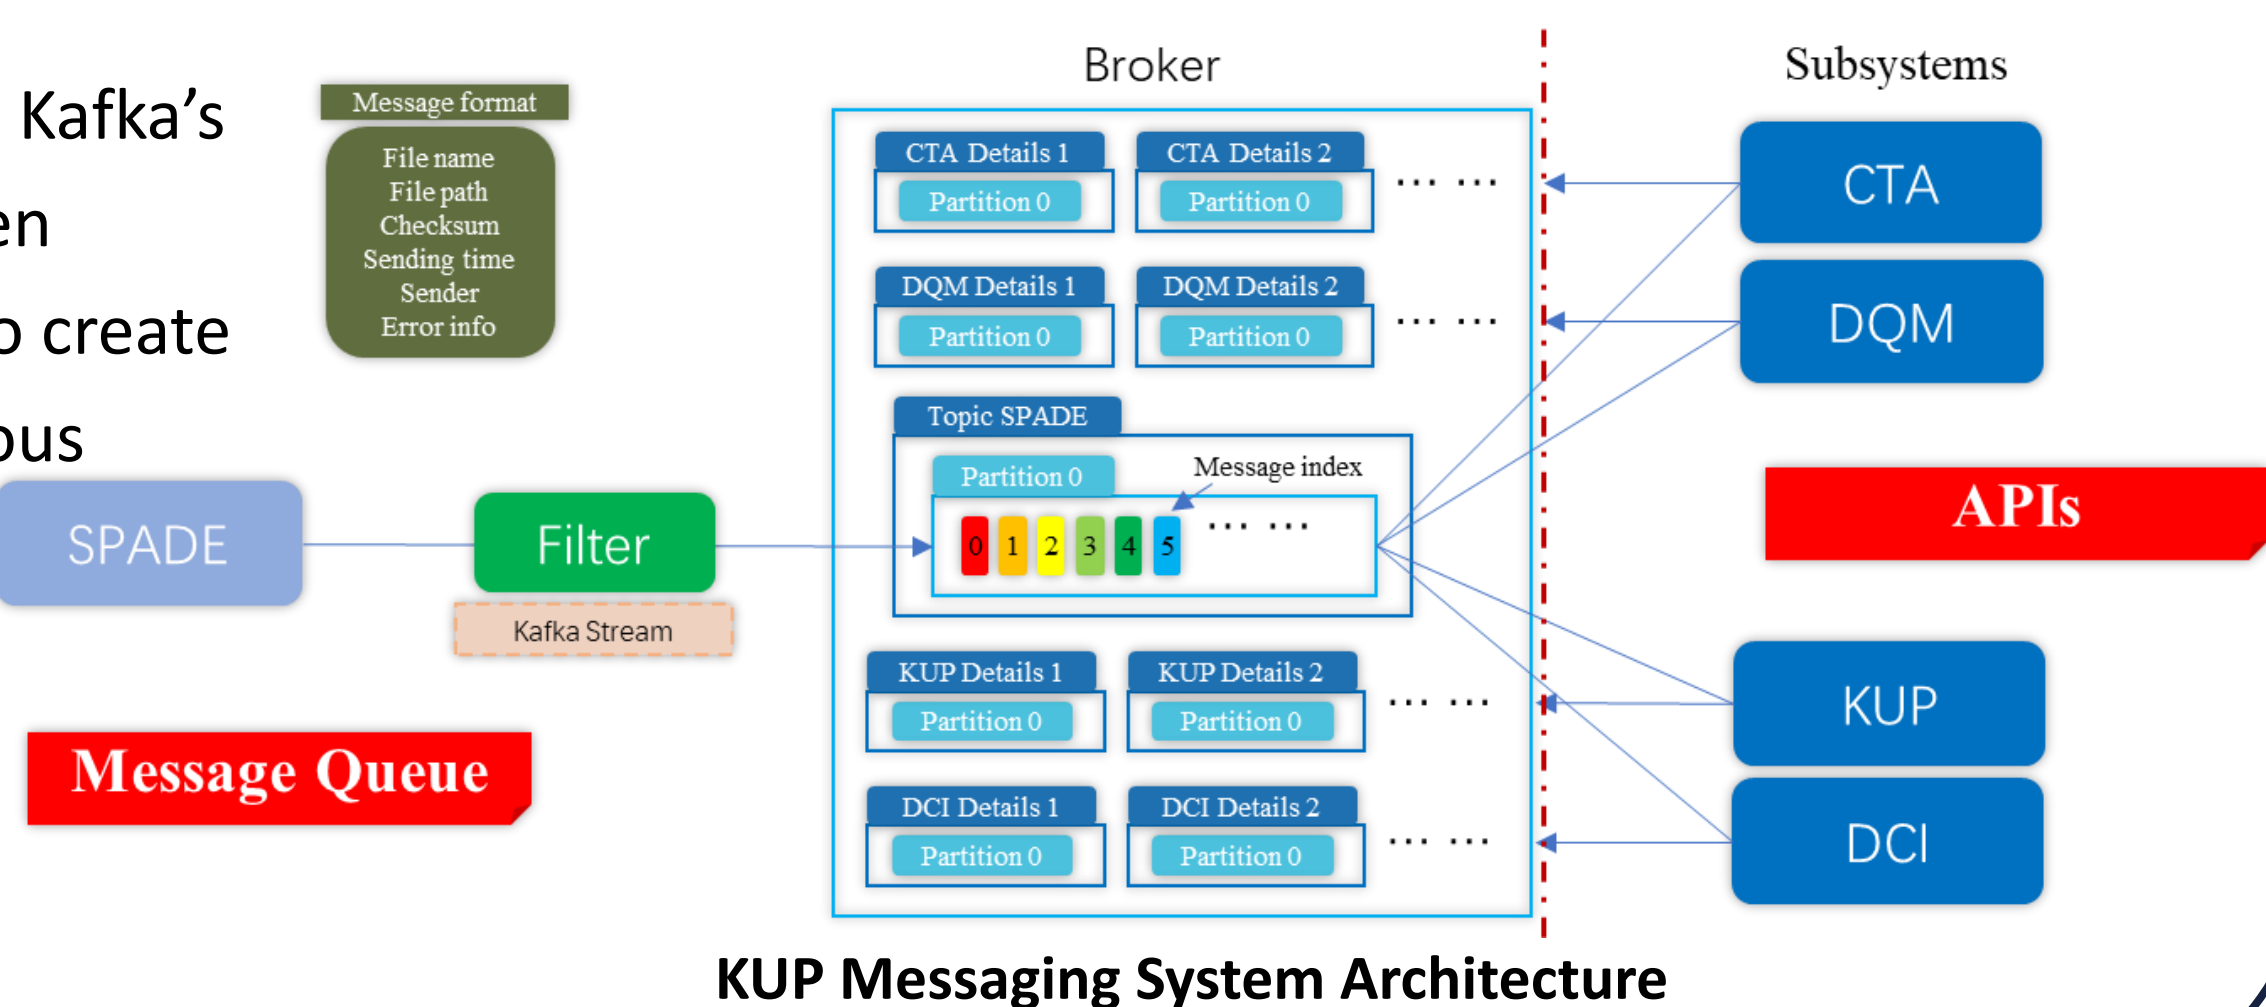 Kafka's
en
o create
ous
Message format
File name
File path
Checksum
Sending time
Sender
Error info
SPADE
Filter
Kafka Stream
Message Queue
Broker
CTA Details 1
Partition 0
CTA Details 2
Partition 0
... ...
DQM Details 1
Partition 0
DQM Details 2
Partition 0
... ...
Topic SPADE
Partition 0
Message index
0 1 2 3 4 5 ... ...
KUP Details 1
Partition 0
KUP Details 2
Partition 0
... ...
DCI Details 1
Partition 0
DCI Details 2
Partition 0
... ...
Subsystems
CTA
DQM
APIs
KUP
DCI
KUP Messaging System Architecture